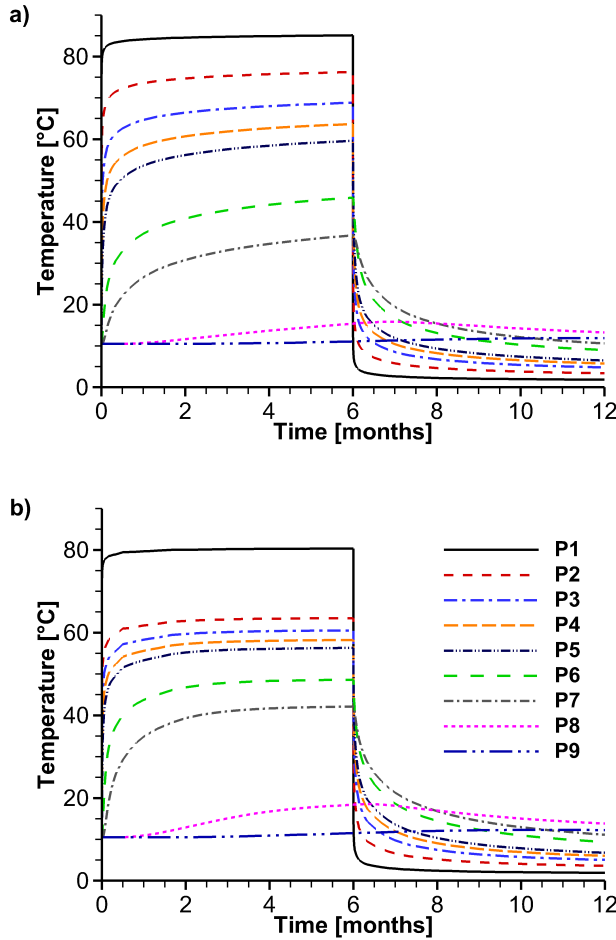 a)
80
60
40
20
0
Temperature [°C]
0 2 4 6 8 10 12
Time [months]
b)
80
60
40
20
0
Temperature [°C]
P1
P2
P3
P4
P5
P6
P7
P8
P9
0 2 4 6 8 10 12
Time [months]